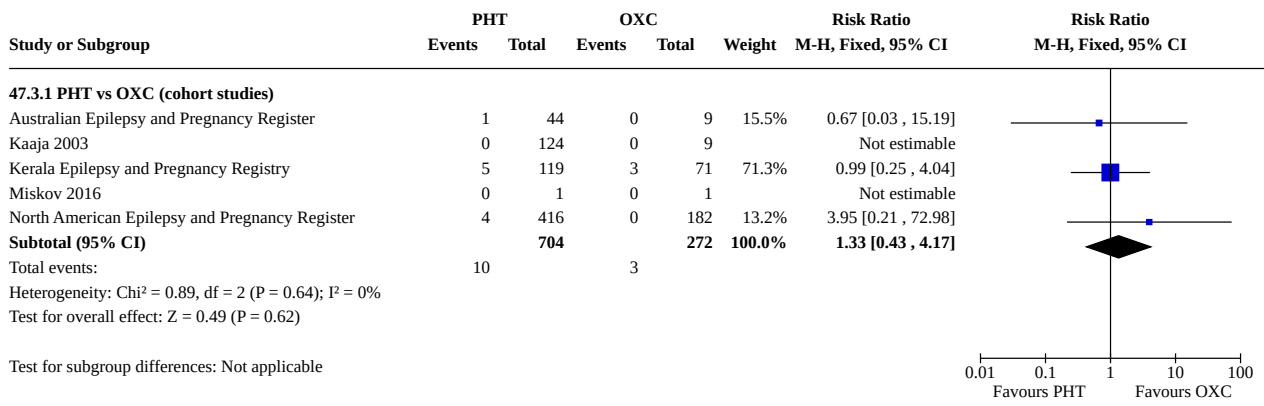 PHT OXC Risk Ratio Risk Ratio
Study or Subgroup Events Total Events Total Weight M-H, Fixed, 95% CI M-H, Fixed, 95% CI
47.3.1 PHT vs OXC (cohort studies)
Australian Epilepsy and Pregnancy Register 1 44 0 9 15.5% 0.67 [0.03 , 15.19]
Kaaja 2003 0 124 0 9 Not estimable
Kerala Epilepsy and Pregnancy Registry 5 119 3 71 71.3% 0.99 [0.25 , 4.04]
Miskov 2016 0 1 0 1 Not estimable
North American Epilepsy and Pregnancy Register 4 416 0 182 13.2% 3.95 [0.21 , 72.98]
Subtotal (95% CI) 704 272 100.0% 1.33 [0.43 , 4.17]
Total events: 10 3
Heterogeneity: Chi² = 0.89, df = 2 (P = 0.64); I² = 0%
Test for overall effect: Z = 0.49 (P = 0.62)
Test for subgroup differences: Not applicable
0.01 0.1 1 10 100
Favours PHT Favours OXC